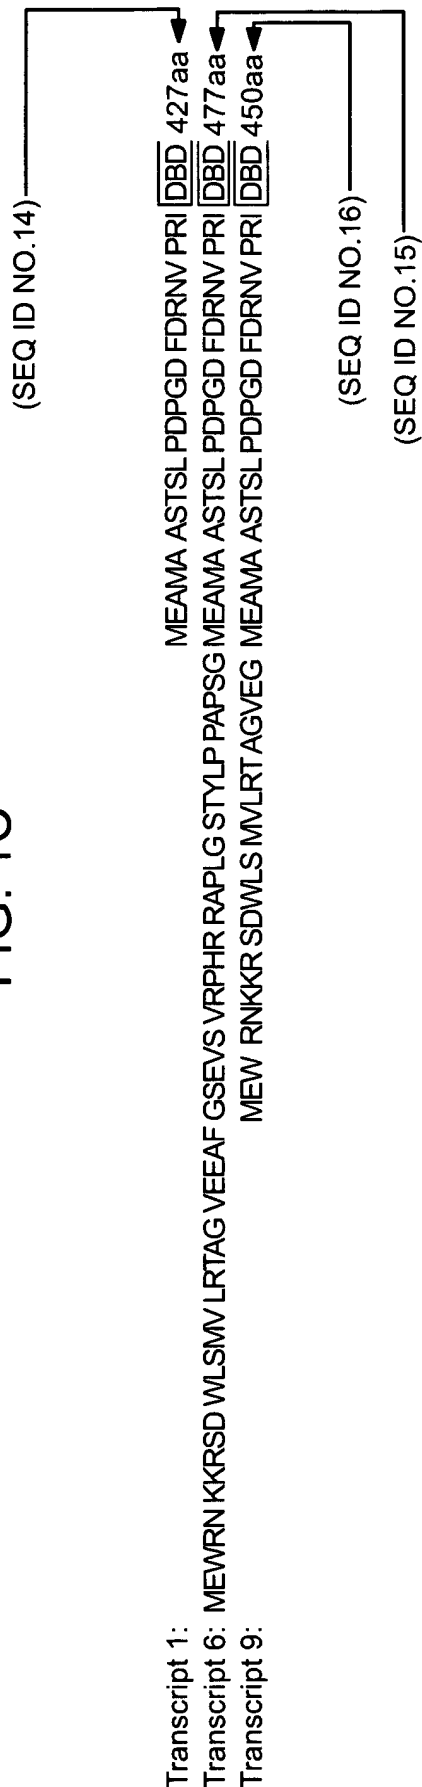 (SEQ ID NO.14)
Transcript 1: MEAMA ASTSL PDPGD FDRNV PRI DBD 427aa
Transcript 6: MEWRN KKRSD WLSMV LRTAG VEEAF GSEVS VRPHR RAPLG STYLP PAPSG MEAMA ASTSL PDPGD FDRNV PRI DBD 477aa
Transcript 9: MEW RNKKR SDWLS MVLRT AGVEG MEAMA ASTSL PDPGD FDRNV PRI DBD 450aa
(SEQ ID NO.16)
(SEQ ID NO.15)